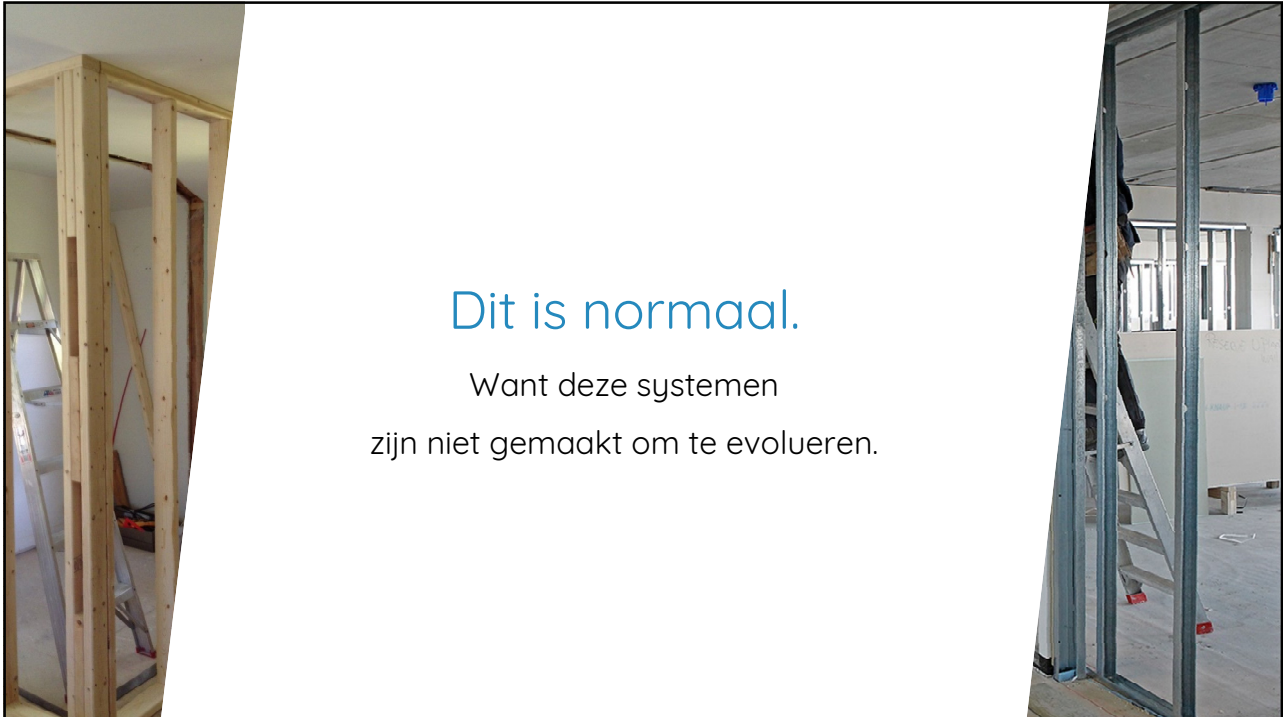 Dit is normaal.
Want deze systemen
zijn niet gemaakt om te evolueren.